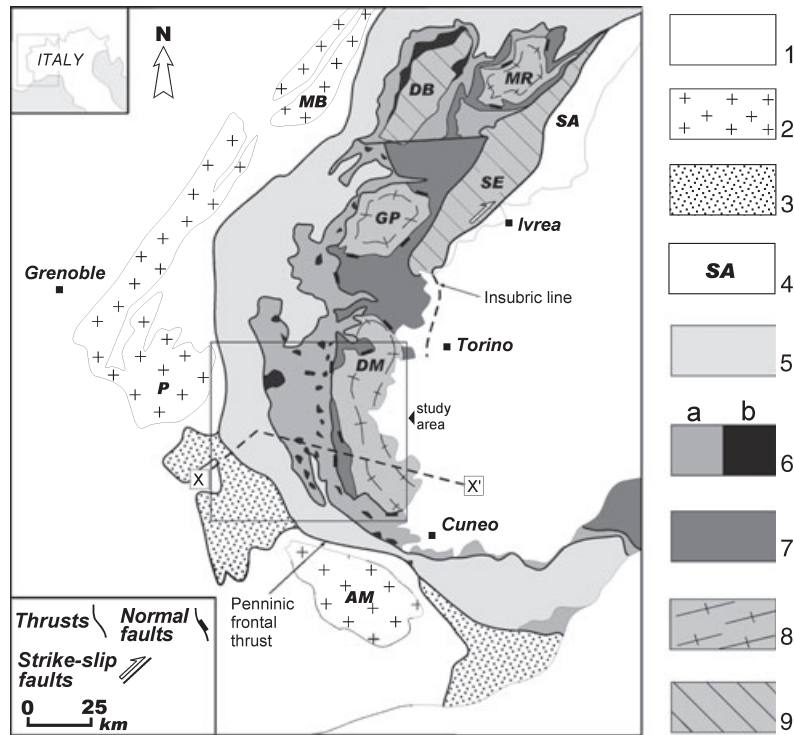 ITALY
N
MB
DB
MR
SA
SE
GP
Ivrea
Grenoble
Insubric line
Torino
DM
P
study
area
X
X'
Cuneo
Penninic
frontal
thrust
AM
Thrusts
Normal
faults
Strike-slip
faults
0 25
km
1
2
3
SA
4
5
a b
6
7
8
9